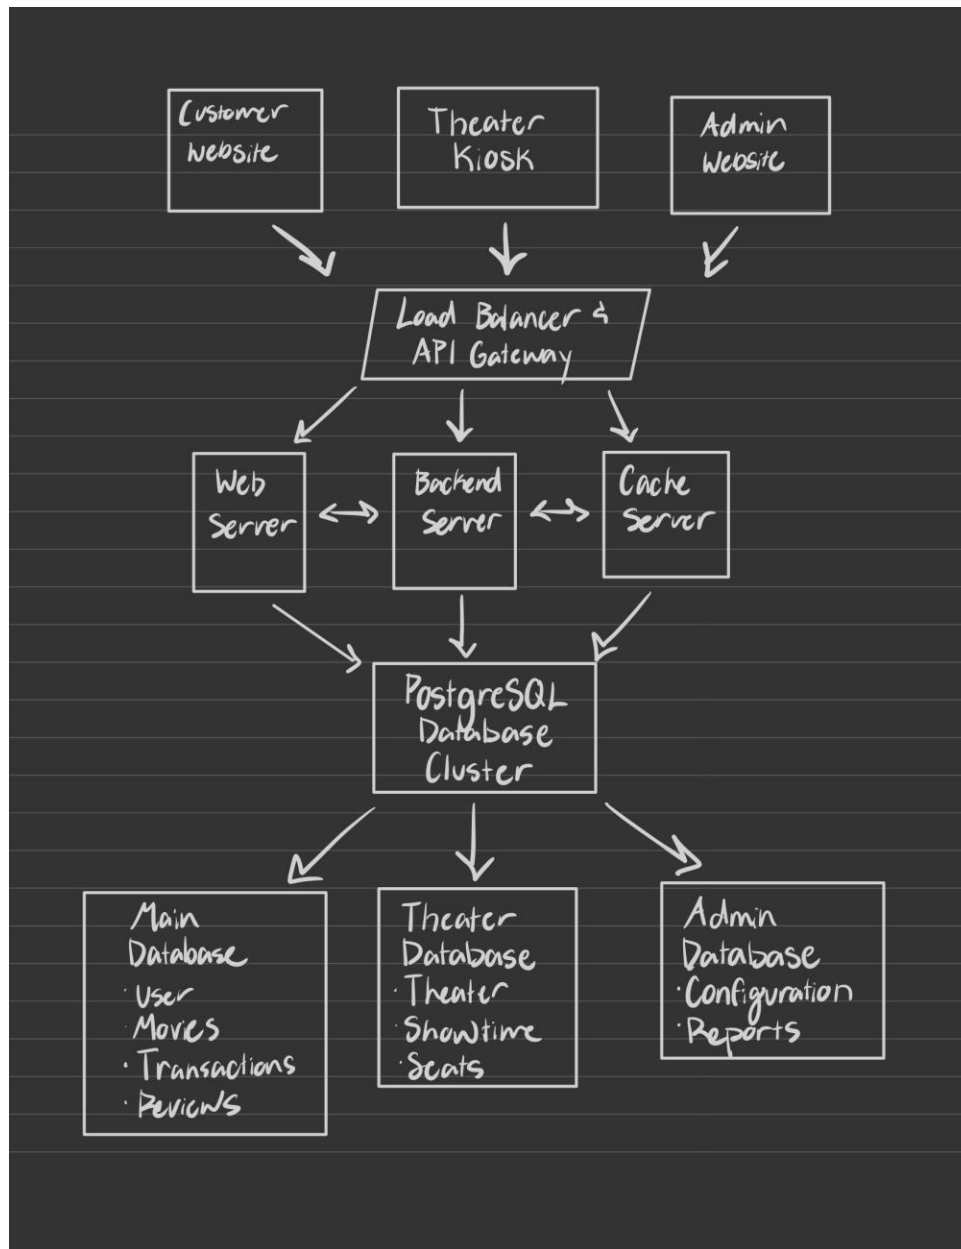 Customer
Website
Theater
Kiosk
Admin
Website
Load Balancer &
API Gateway
Web
Server
Backend
Server
Cache
Server
PostgreSQL
Database
Cluster
Main
Database
· User
· Movies
· Transactions
· Reviews
Theater
Database
· Theater
· Showtime
· Seats
Admin
Database
· Configuration
· Reports